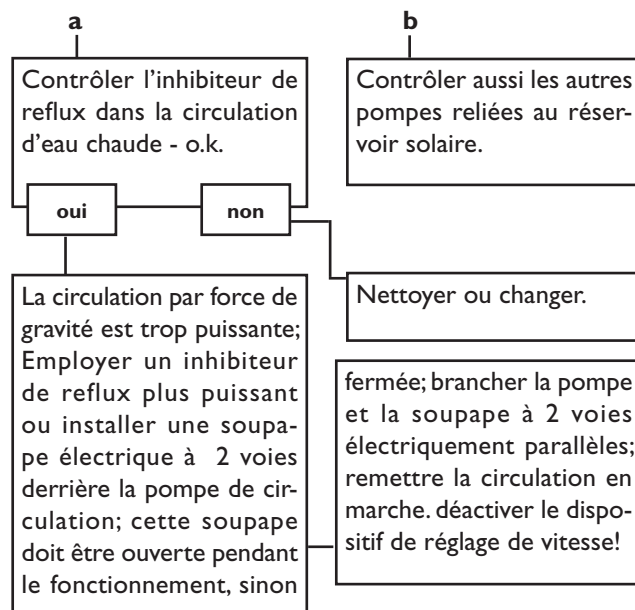 a
Contrôler l'inhibiteur de
reflux dans la circulation
d'eau chaude - o.k.
oui
non
La circulation par force de
gravité est trop puissante;
Employer un inhibiteur
de reflux plus puissant
ou installer une soupa-
pe électrique à 2 voies
derrière la pompe de cir-
culation; cette soupape
doit être ouverte pendant
le fonctionnement, sinon
fermée; brancher la pompe
et la soupape à 2 voies
électriquement parallèles;
remettre la circulation en
marche. déactiver le dispo-
sitif de réglage de vitesse!
Nettoyer ou changer.
b
Contrôler aussi les autres
pompes reliées au réser-
voir solaire.